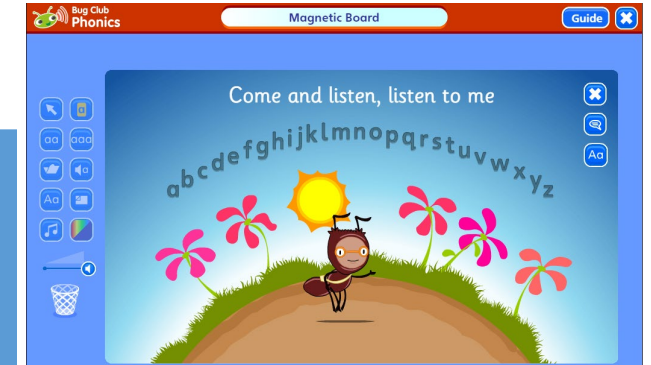 Bug Club
Phonics
Magnetic Board
Guide
Come and listen, listen to me
abcdefghijklmnopqrstuvwxyz
a
aa
aaa
a
Aa
Aa